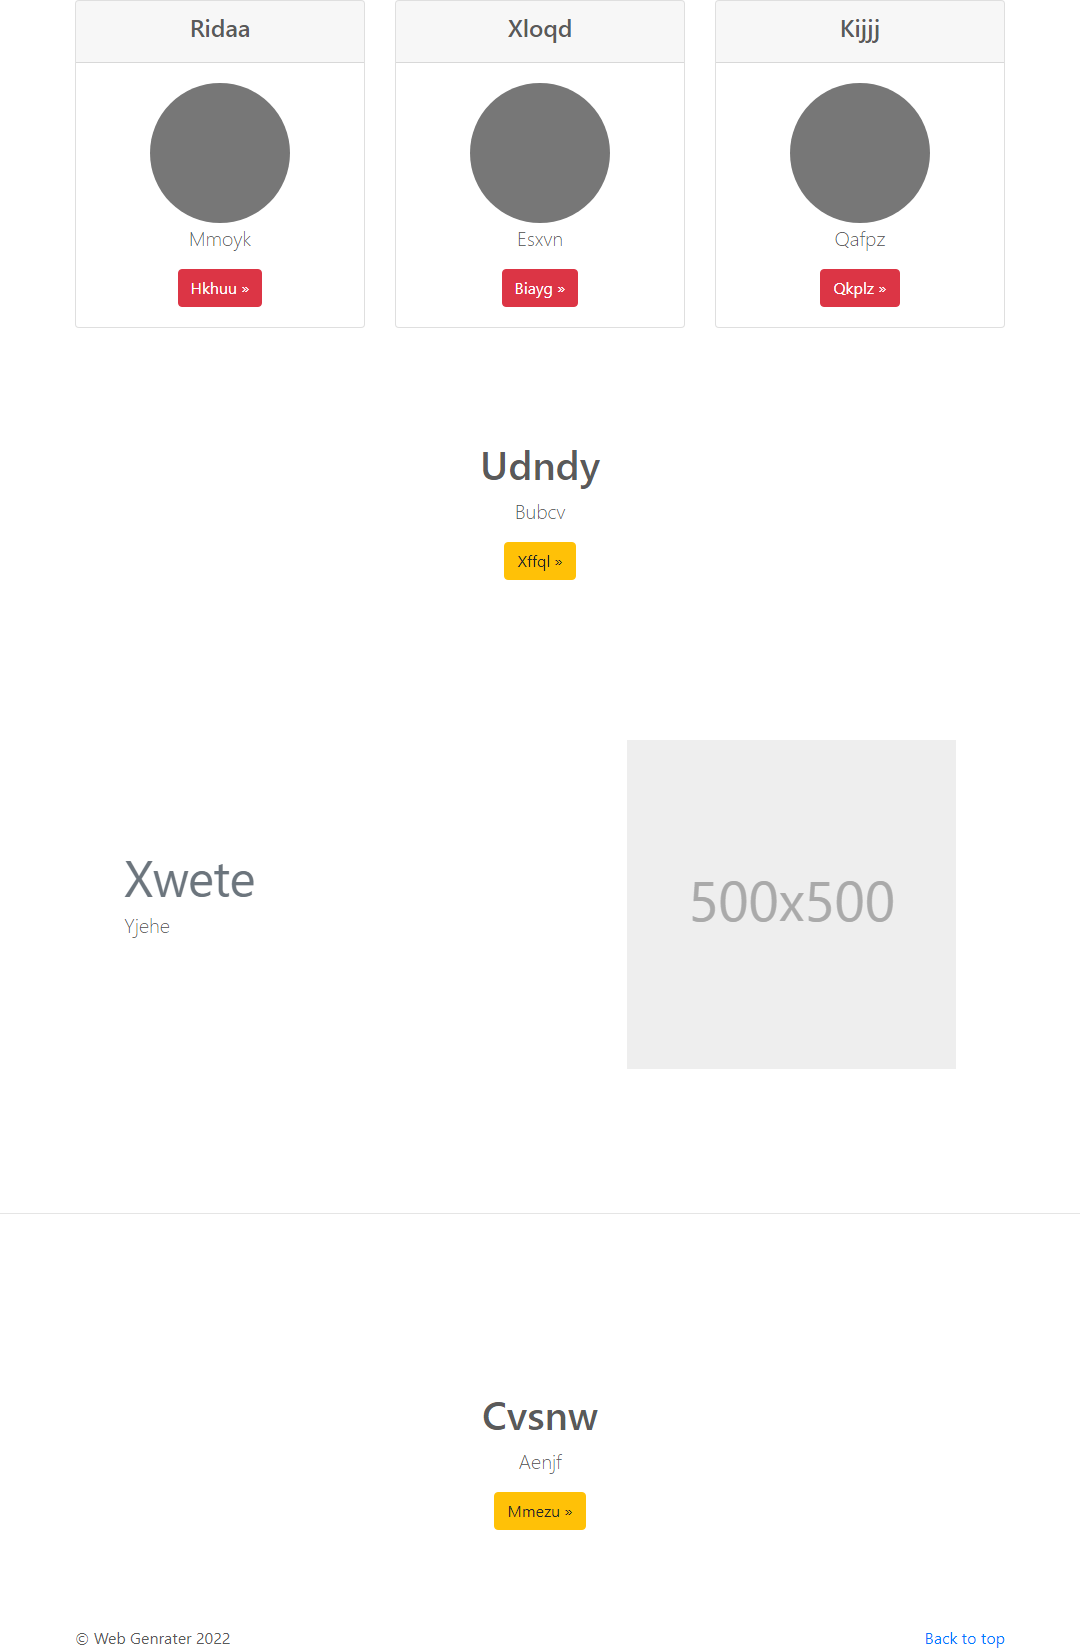 Ridaa
Mmoyk
Hkhuu »
Xloqd
Esxvn
Biayg »
Kijjj
Qafpz
Qkplz »
Udndy
Bubcv
Xffql »
Xwete
Yjehe
500x500
Cvsnw
Aenjf
Mmezu »
© Web Genrater 2022
Back to top